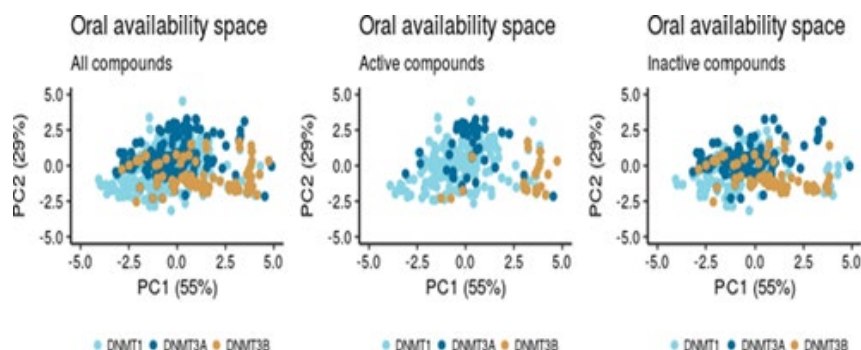 Oral availability space
All compounds
5.0
2.5
0.0
-2.5
-5.0
PC2 (29%)
-5.0 -2.5 0.0 2.5 5.0
PC1 (55%)
DNMT1 DNMT3A DNMT3B
Oral availability space
Active compounds
5.0
2.5
0.0
-2.5
-5.0
PC2 (29%)
-5.0 -2.5 0.0 2.5 5.0
PC1 (55%)
DNMT1 DNMT3A DNMT3B
Oral availability space
Inactive compounds
5.0
2.5
0.0
-2.5
-5.0
PC2 (29%)
-5.0 -2.5 0.0 2.5 5.0
PC1 (55%)
DNMT1 DNMT3A DNMT3B